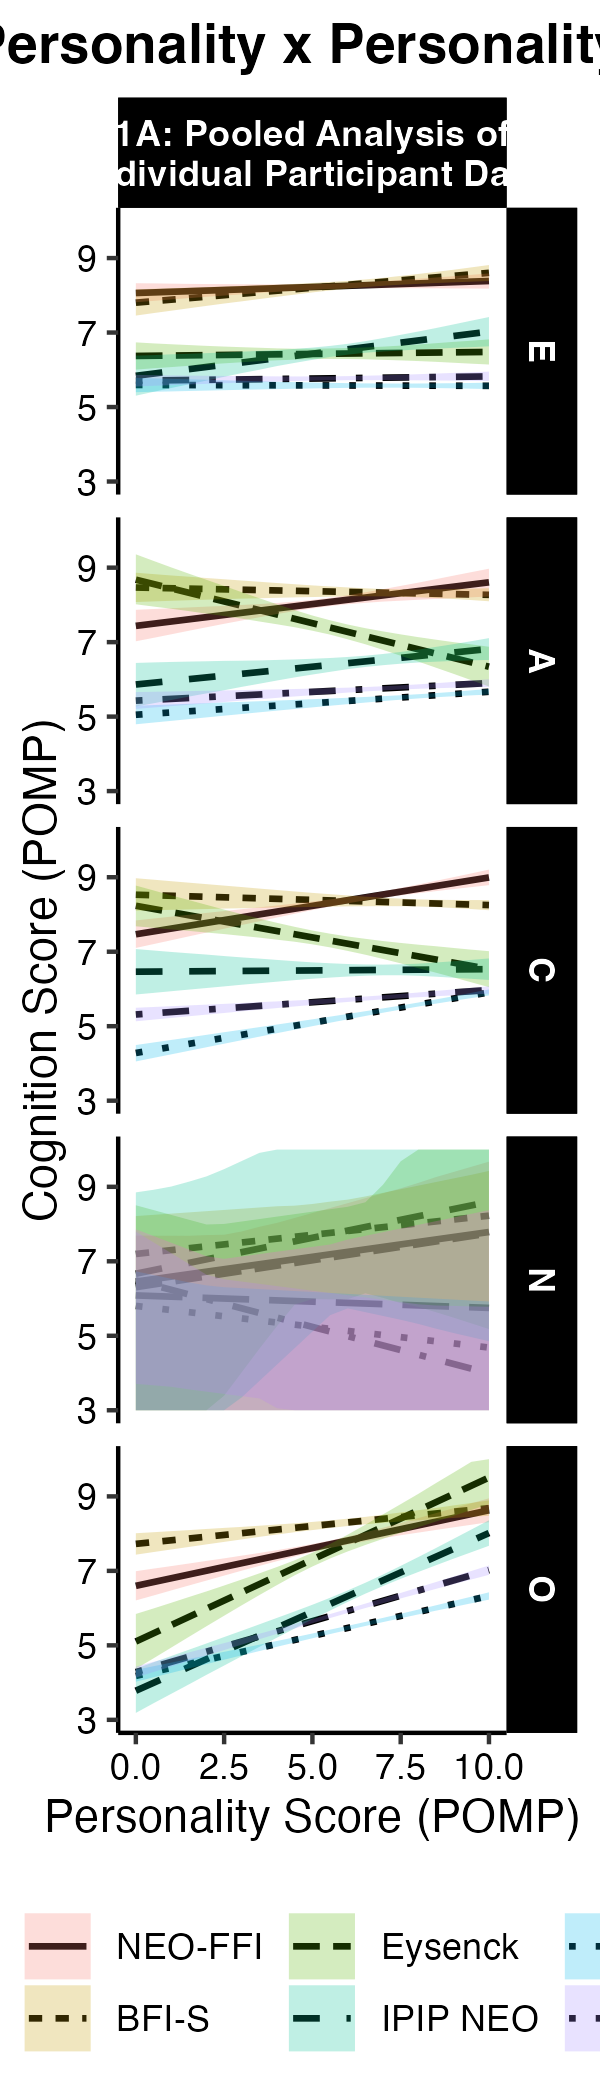 Personality x Personality
1A: Pooled Analysis of
dividual Participant Da
9
7
5
3
E
9
7
5
3
A
Cognition Score (POMP)
9
7
5
3
C
9
7
5
3
N
9
7
5
3
O
0.0 2.5 5.0 7.5 10.0
Personality Score (POMP)
NEO-FFI Eysenck
BFI-S IPIP NEO